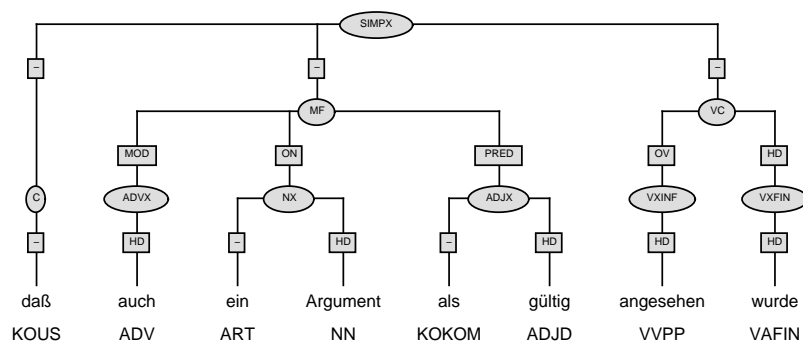 SIMPX
– – –
MF VC
MOD ON PRED OV HD
C ADVX NX ADJX VXINF VXFIN
– HD – HD – HD HD HD
daß auch ein Argument als gültig angesehen wurde
KOUS ADV ART NN KOKOM ADJD VVPP VAFIN